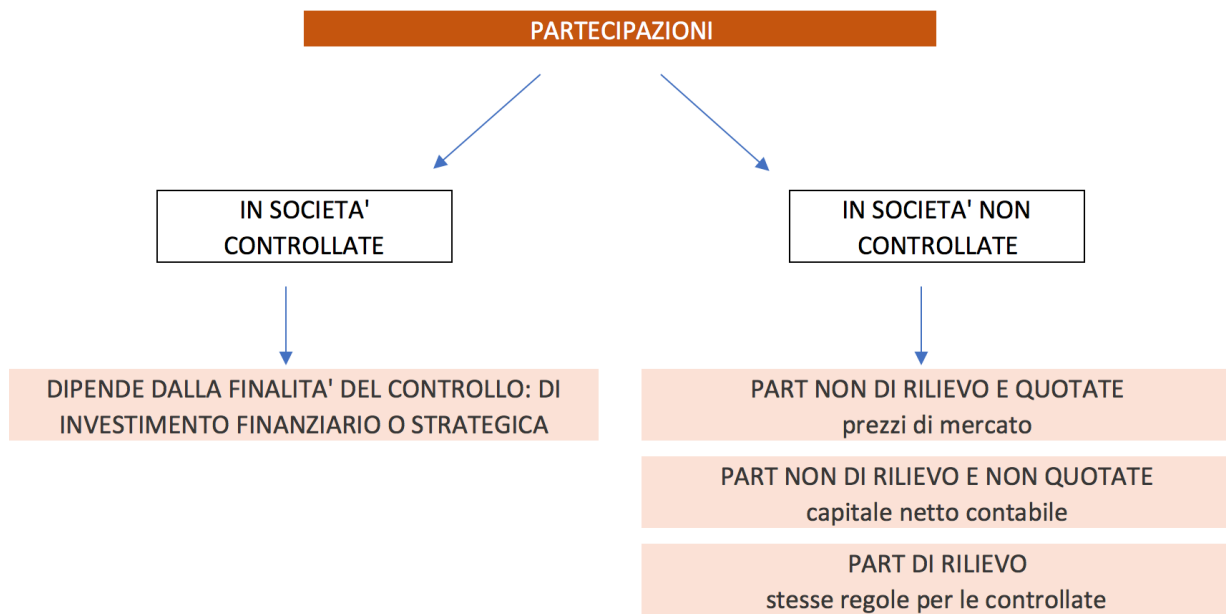 PARTECIPAZIONI
IN SOCIETA'
CONTROLLATE
IN SOCIETA' NON
CONTROLLATE
DIPENDE DALLA FINALITA' DEL CONTROLLO: DI
INVESTIMENTO FINANZIARIO O STRATEGICA
PART NON DI RILIEVO E QUOTATE
prezzi di mercato
PART NON DI RILIEVO E NON QUOTATE
capitale netto contabile
PART DI RILIEVO
stesse regole per le controllate